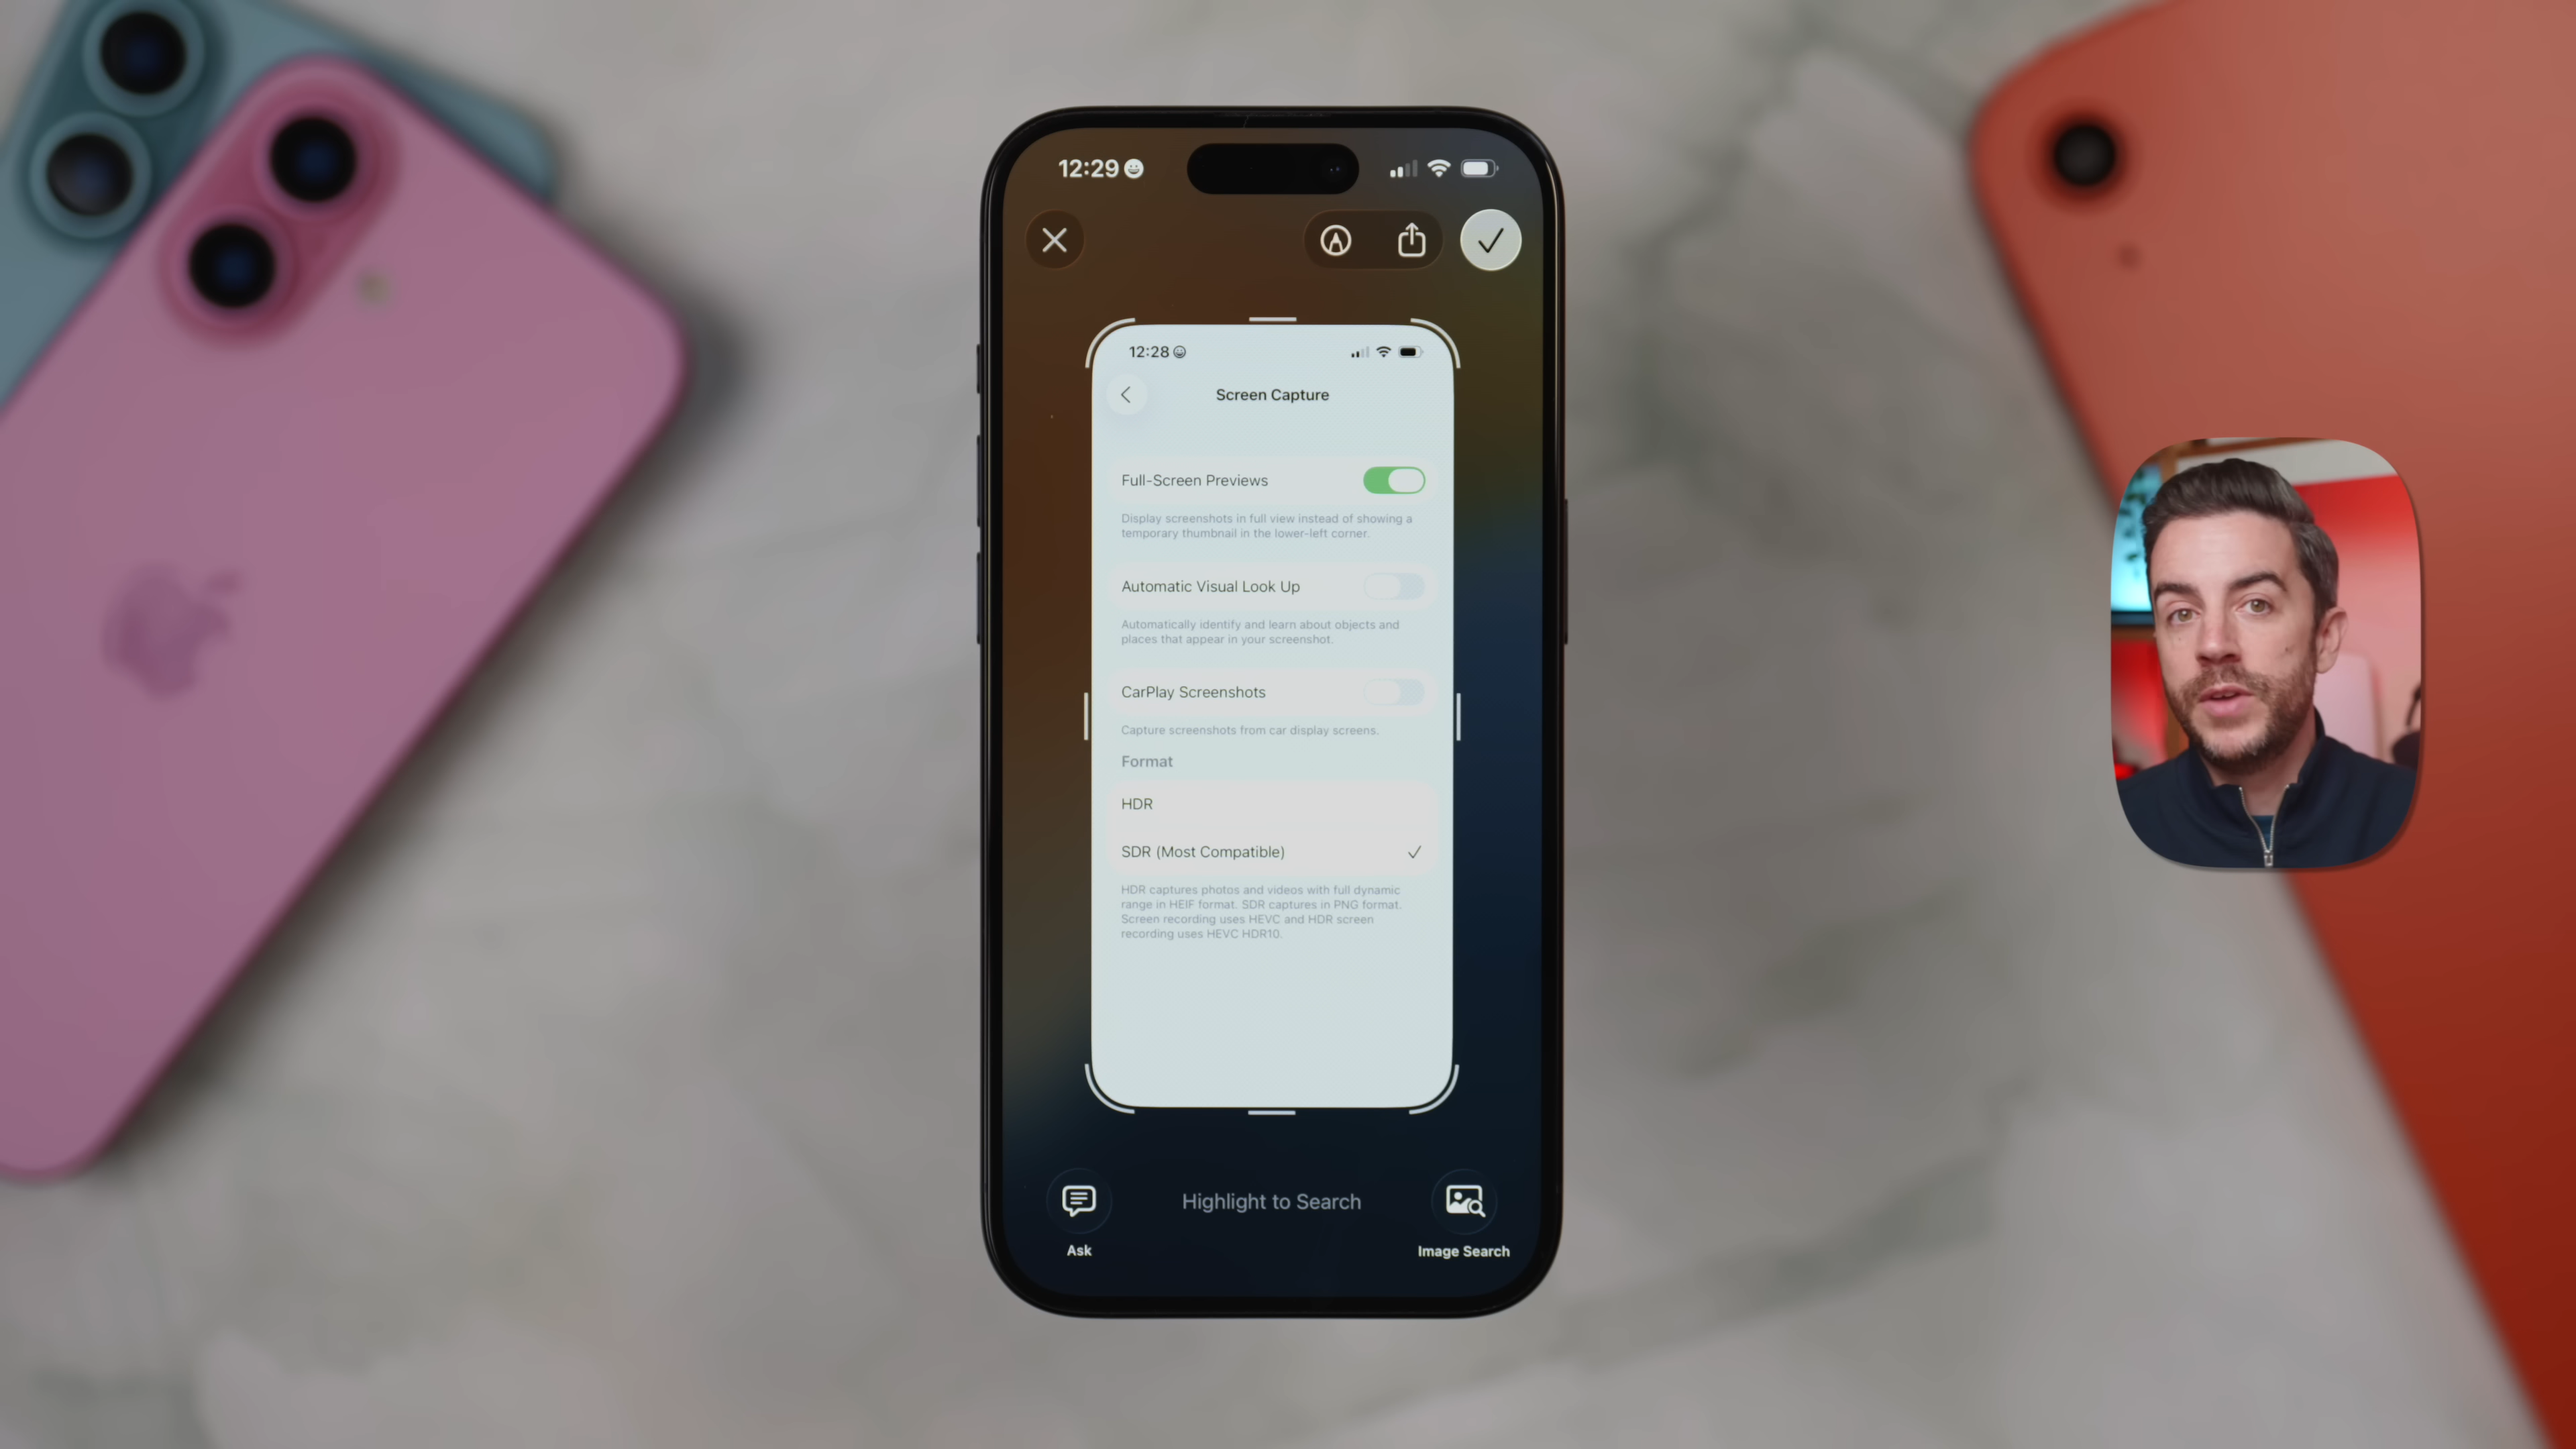 12:29
12:28
Screen Capture
Full-Screen Previews
Display screenshots in full view instead of showing a
temporary thumbnail in the lower-left corner.
Automatic Visual Look Up
Automatically identify and learn about objects and
places that appear in your screenshot.
CarPlay Screenshots
Capture screenshots from car display screens.
Format
HDR
SDR (Most Compatible)
HDR captures photos and videos with full dynamic
range in HEIF format. SDR captures in PNG format.
Screen recording uses HEVC and HDR screen
recording uses HEVC HDR10.
Highlight to Search
Ask
Image Search